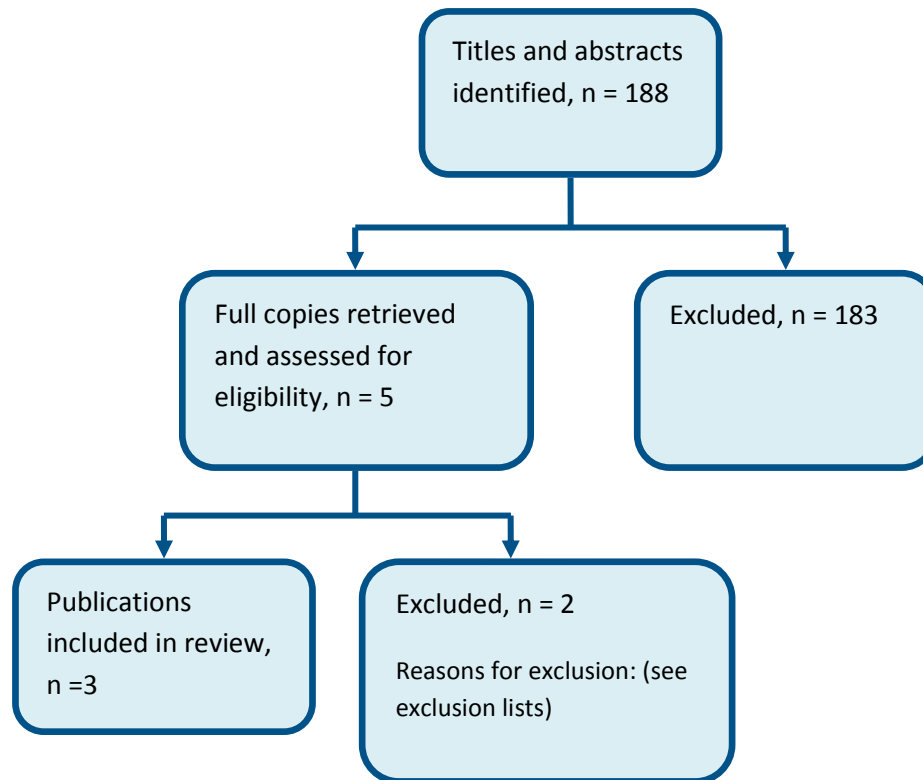 Titles and abstracts
identified, n = 188
Full copies retrieved
and assessed for
eligibility, n = 5
Excluded, n = 183
Publications
included in review,
n =3
Excluded, n = 2
Reasons for exclusion: (see
exclusion lists)